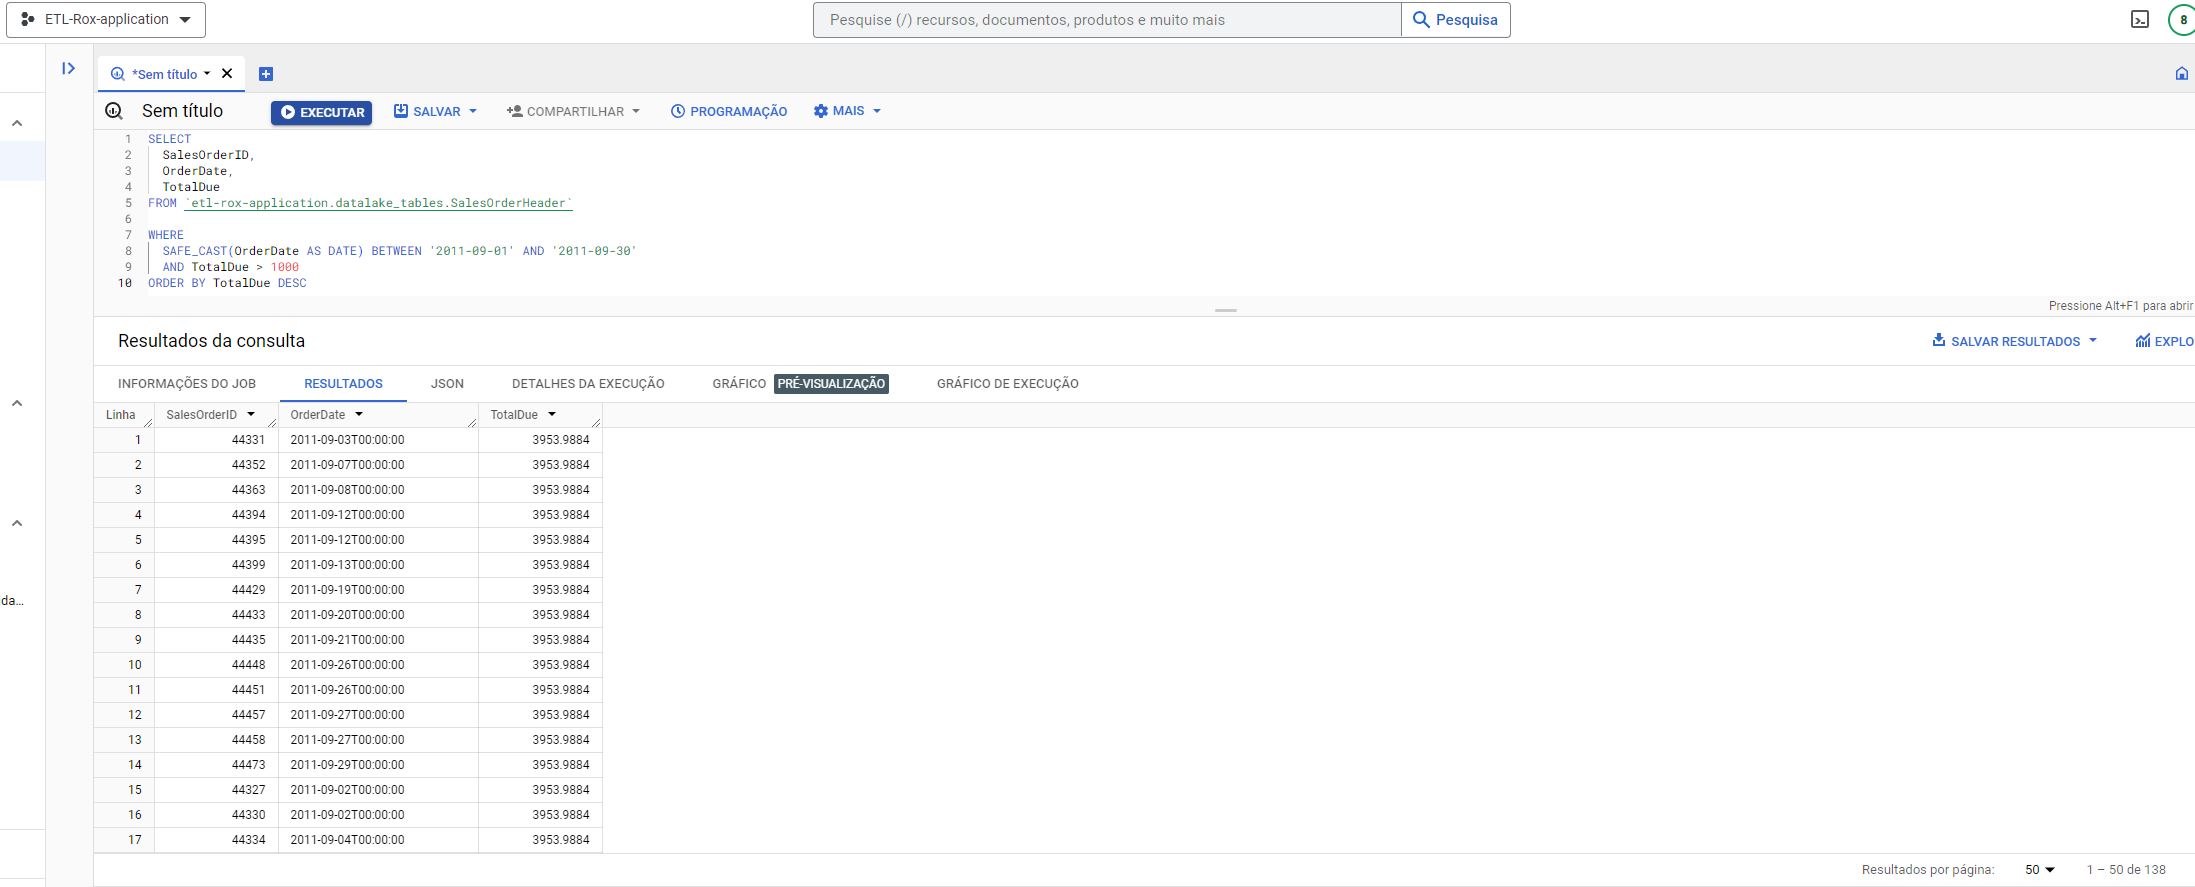 ETL-Rox-application
Pesquise (/) recursos, documentos, produtos e muito mais
Pesquisa
8
*Sem título
Sem título
EXECUTAR
SALVAR
COMPARTILHAR
PROGRAMAÇÃO
MAIS
1 SELECT
2 SalesOrderID,
3 OrderDate,
4 TotalDue
5 FROM `etl-rox-application.datalake_tables.SalesOrderHeader`
6
7 WHERE
8 SAFE_CAST(OrderDate AS DATE) BETWEEN '2011-09-01' AND '2011-09-30'
9 AND TotalDue > 1000
10 ORDER BY TotalDue DESC
Pressione Alt+F1 para abrir
Resultados da consulta
SALVAR RESULTADOS
EXPLO
INFORMAÇÕES DO JOB
RESULTADOS
JSON
DETALHES DA EXECUÇÃO
GRÁFICO PRÉ-VISUALIZAÇÃO
GRÁFICO DE EXECUÇÃO
Linha SalesOrderID OrderDate TotalDue
1 44331 2011-09-03T00:00:00 3953.9884
2 44352 2011-09-07T00:00:00 3953.9884
3 44363 2011-09-08T00:00:00 3953.9884
4 44394 2011-09-12T00:00:00 3953.9884
5 44395 2011-09-12T00:00:00 3953.9884
6 44399 2011-09-13T00:00:00 3953.9884
7 44429 2011-09-19T00:00:00 3953.9884
8 44433 2011-09-20T00:00:00 3953.9884
da...
9 44435 2011-09-21T00:00:00 3953.9884
10 44448 2011-09-26T00:00:00 3953.9884
11 44451 2011-09-26T00:00:00 3953.9884
12 44457 2011-09-27T00:00:00 3953.9884
13 44458 2011-09-27T00:00:00 3953.9884
14 44473 2011-09-29T00:00:00 3953.9884
15 44327 2011-09-02T00:00:00 3953.9884
16 44330 2011-09-02T00:00:00 3953.9884
17 44334 2011-09-04T00:00:00 3953.9884
Resultados por página: 50 1 – 50 de 138